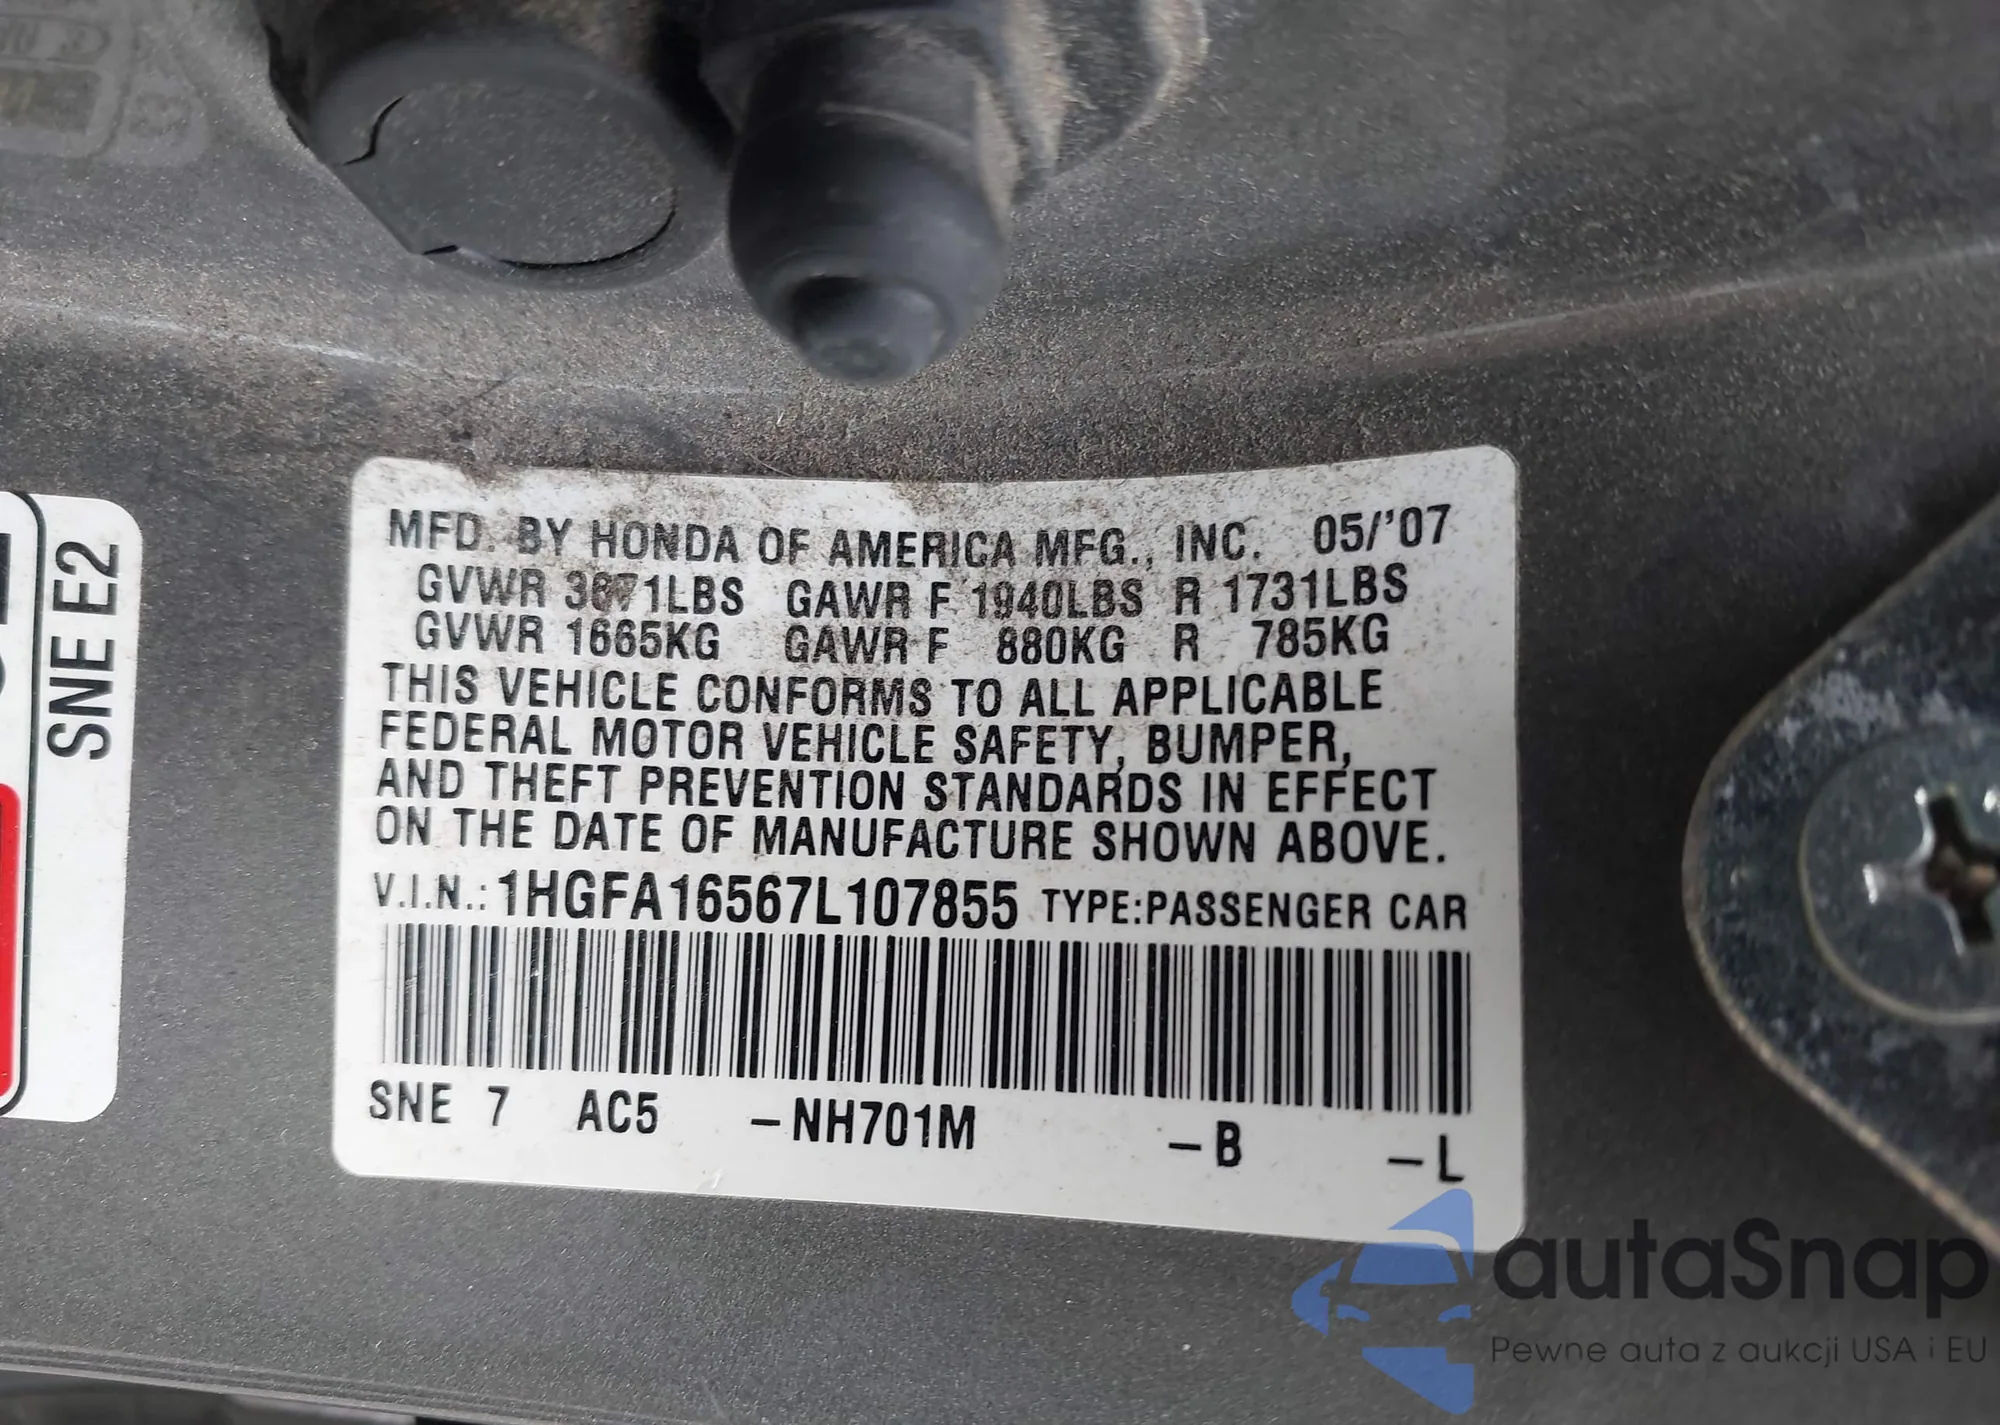 SNE E2
MFD. BY HONDA OF AMERICA MFG., INC. 05/'07
GVWR 3671LBS GAWR F 1940LBS R 1731LBS
GVWR 1665KG GAWR F 880KG R 785KG
THIS VEHICLE CONFORMS TO ALL APPLICABLE
FEDERAL MOTOR VEHICLE SAFETY, BUMPER,
AND THEFT PREVENTION STANDARDS IN EFFECT
ON THE DATE OF MANUFACTURE SHOWN ABOVE.
V.I.N.: 1HGFA16567L107855 TYPE:PASSENGER CAR
SNE 7 AC5 –NH701M –B –L
autaSnap
Pewne auta z aukcji USA i EU